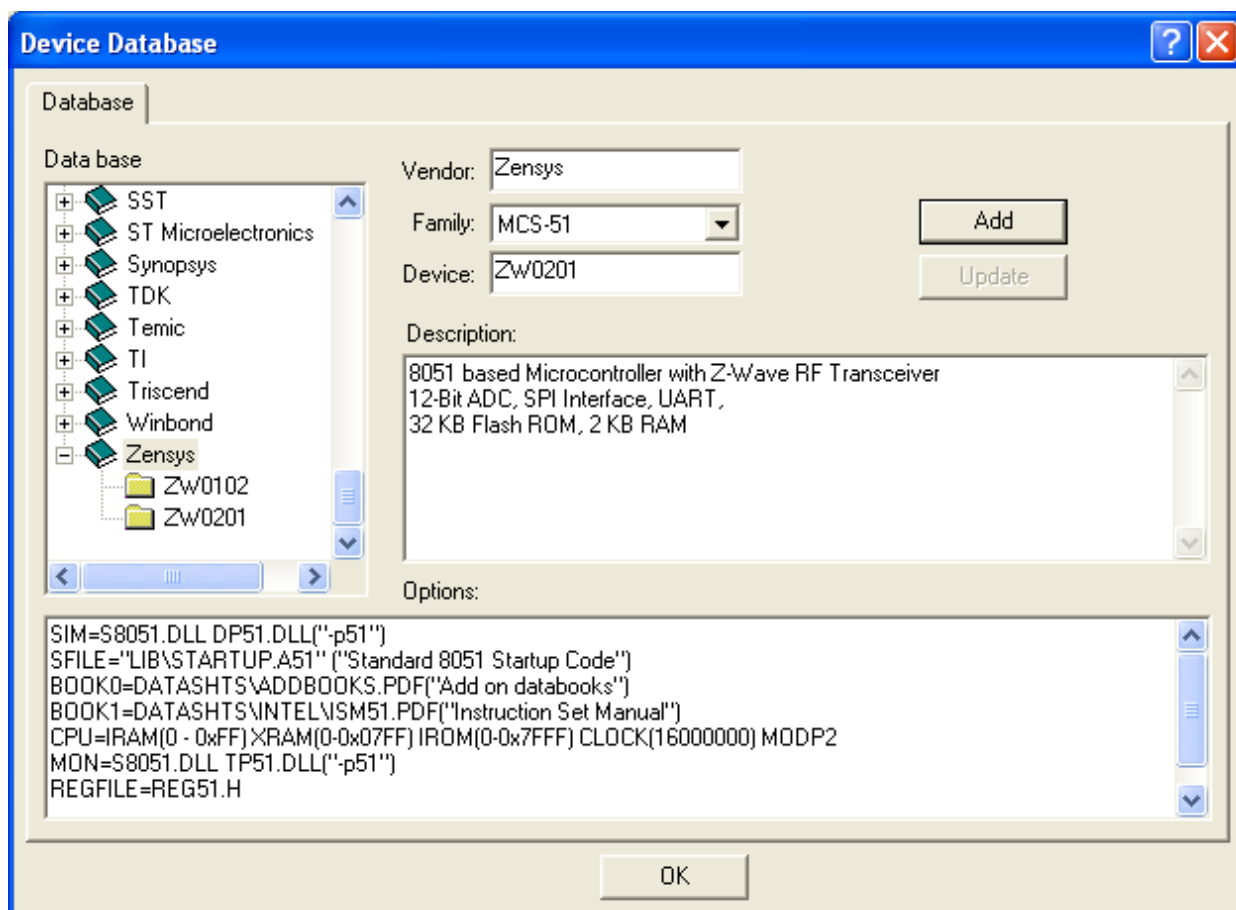 Device Database
Database
Data base
SST
ST Microelectronics
Synopsys
TDK
Temic
TI
Triscend
Winbond
Zensys
ZW0102
ZW0201
Vendor: Zensys
Family: MCS-51
Device: ZW0201
Add
Update
Description:
8051 based Microcontroller with Z-Wave RF Transceiver
12-Bit ADC, SPI Interface, UART,
32 KB Flash ROM, 2 KB RAM
Options:
SIM=S8051.DLL DP51.DLL("-p51")
SFILE="LIB\STARTUP.A51" ("Standard 8051 Startup Code")
BOOK0=DATASHTS\ADDBOOKS.PDF("Add on databooks")
BOOK1=DATASHTS\INTEL\ISM51.PDF("Instruction Set Manual")
CPU=IRAM(0 - 0xFF) XRAM(0-0x07FF) IROM(0-0x7FFF) CLOCK(16000000) MODP2
MON=S8051.DLL TP51.DLL("-p51")
REGFILE=REG51.H
OK